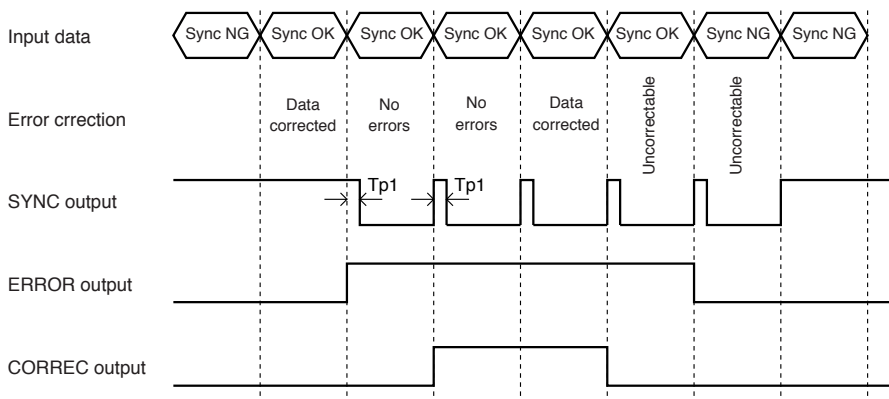 Input data
Sync NG
Sync OK
Sync OK
Sync OK
Sync OK
Sync OK
Sync NG
Sync NG
Error crrection
Data
corrected
No
errors
No
errors
Data
corrected
Uncorrectable
Uncorrectable
SYNC output
Tp1
Tp1
ERROR output
CORREC output